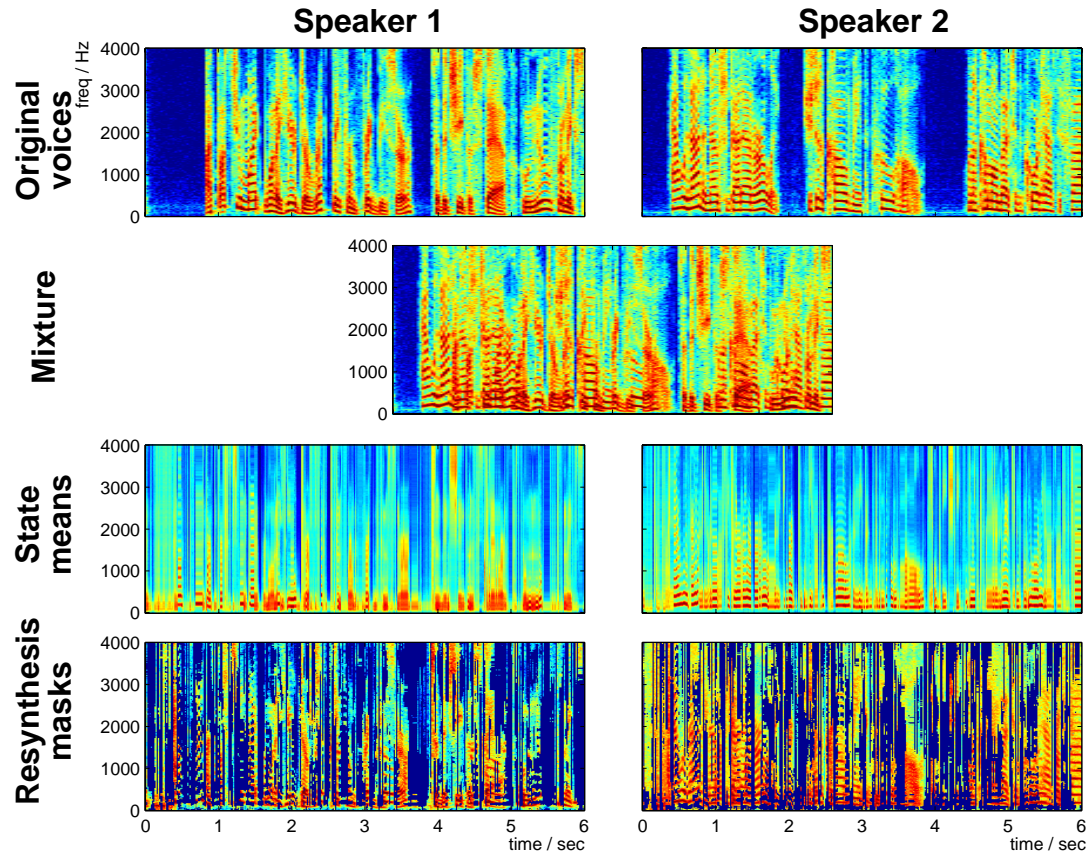 Speaker 1
Speaker 2
Original voices
freq / Hz
4000
3000
2000
1000
0
Mixture
4000
3000
2000
1000
0
State means
4000
3000
2000
1000
0
Resynthesis masks
4000
3000
2000
1000
0
0 1 2 3 4 5 6
time / sec
0 1 2 3 4 5 6
time / sec